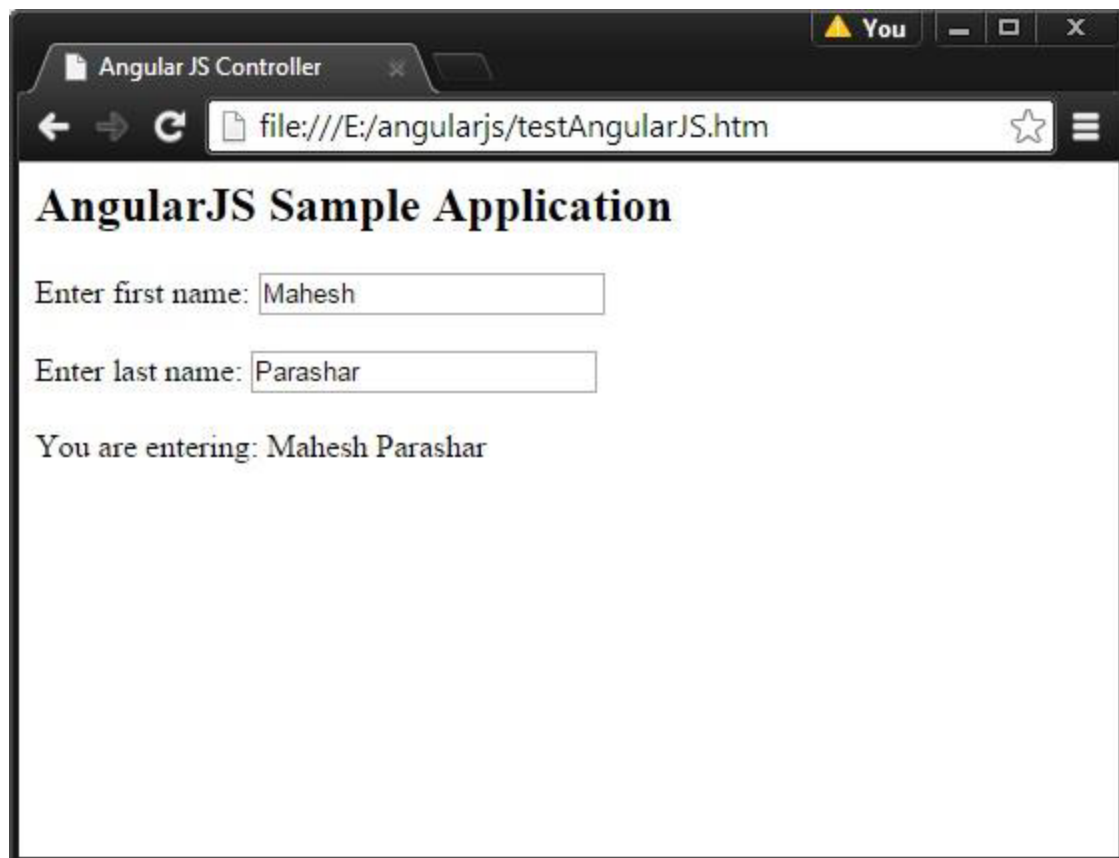 You
Angular JS Controller
file:///E:/angularjs/testAngularJS.htm
AngularJS Sample Application
Enter first name: Mahesh
Enter last name: Parashar
You are entering: Mahesh Parashar